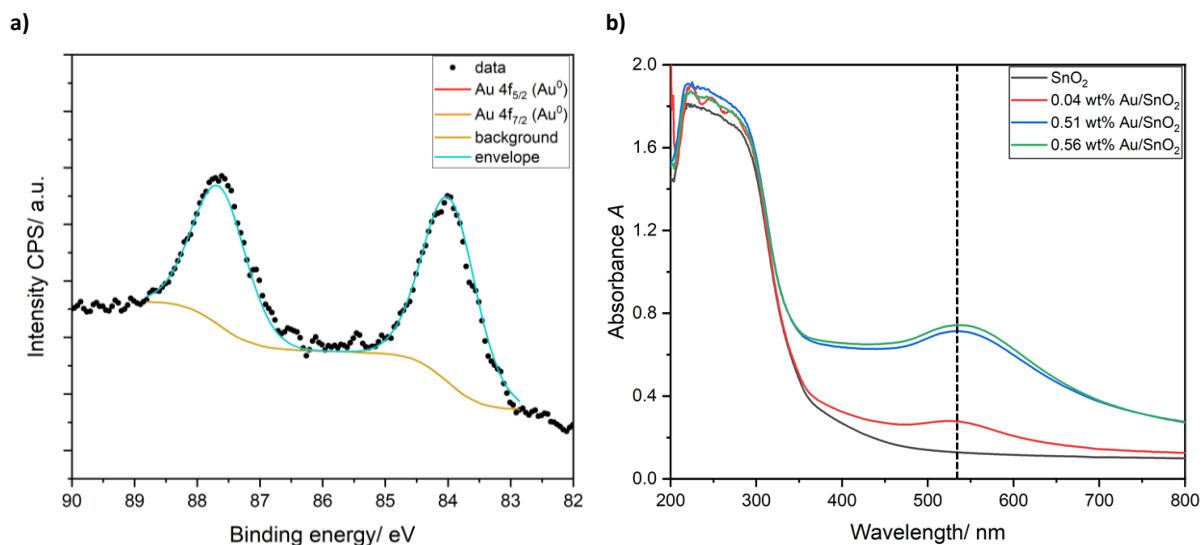 a)
data
Au 4f5/2 (Au0)
Au 4f7/2 (Au0)
background
envelope
Intensity CPS/ a.u.
90 89 88 87 86 85 84 83 82
Binding energy/ eV
b)
SnO2
0.04 wt% Au/SnO2
0.51 wt% Au/SnO2
0.56 wt% Au/SnO2
Absorbance A
2.0
1.6
1.2
0.8
0.4
0.0
200 300 400 500 600 700 800
Wavelength/ nm